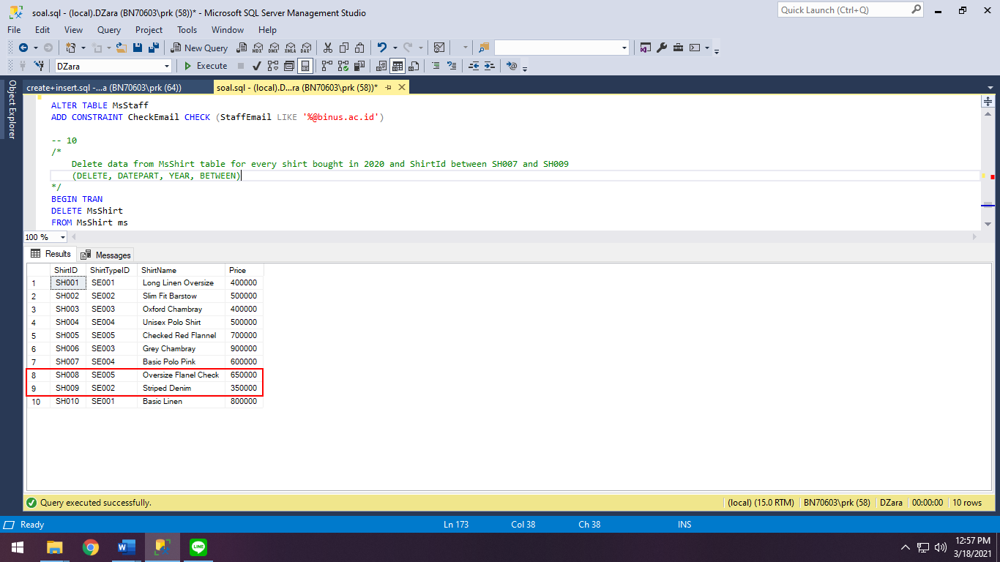 soal.sql - (local).DZara (BN70603\prk (58))* - Microsoft SQL Server Management Studio
Quick Launch (Ctrl+Q)
File Edit View Query Project Tools Window Help
New Query MDX DMX XMLA DAX
DZara Execute
Object Explorer
create+insert.sql -...a (BN70603\prk (64)) soal.sql - (local).D...ra (BN70603\prk (58))*
ALTER TABLE MsStaff
ADD CONSTRAINT CheckEmail CHECK (StaffEmail LIKE '%@binus.ac.id')
-- 10
/*
Delete data from MsShirt table for every shirt bought in 2020 and ShirtId between SH007 and SH009
(DELETE, DATEPART, YEAR, BETWEEN)
*/
BEGIN TRAN
DELETE MsShirt
FROM MsShirt ms
100 %
Results Messages
ShirtID ShirtTypeID ShirtName Price
1 SH001 SE001 Long Linen Oversize 400000
2 SH002 SE002 Slim Fit Barstow 500000
3 SH003 SE003 Oxford Chambray 400000
4 SH004 SE004 Unisex Polo Shirt 500000
5 SH005 SE005 Checked Red Flannel 700000
6 SH006 SE003 Grey Chambray 900000
7 SH007 SE004 Basic Polo Pink 600000
8 SH008 SE005 Oversize Flanel Check 650000
9 SH009 SE002 Striped Denim 350000
10 SH010 SE001 Basic Linen 800000
Query executed successfully. (local) (15.0 RTM) BN70603\prk (58) DZara 00:00:00 10 rows
Ready Ln 173 Col 38 Ch 38 INS
LINE
12:57 PM
3/18/2021